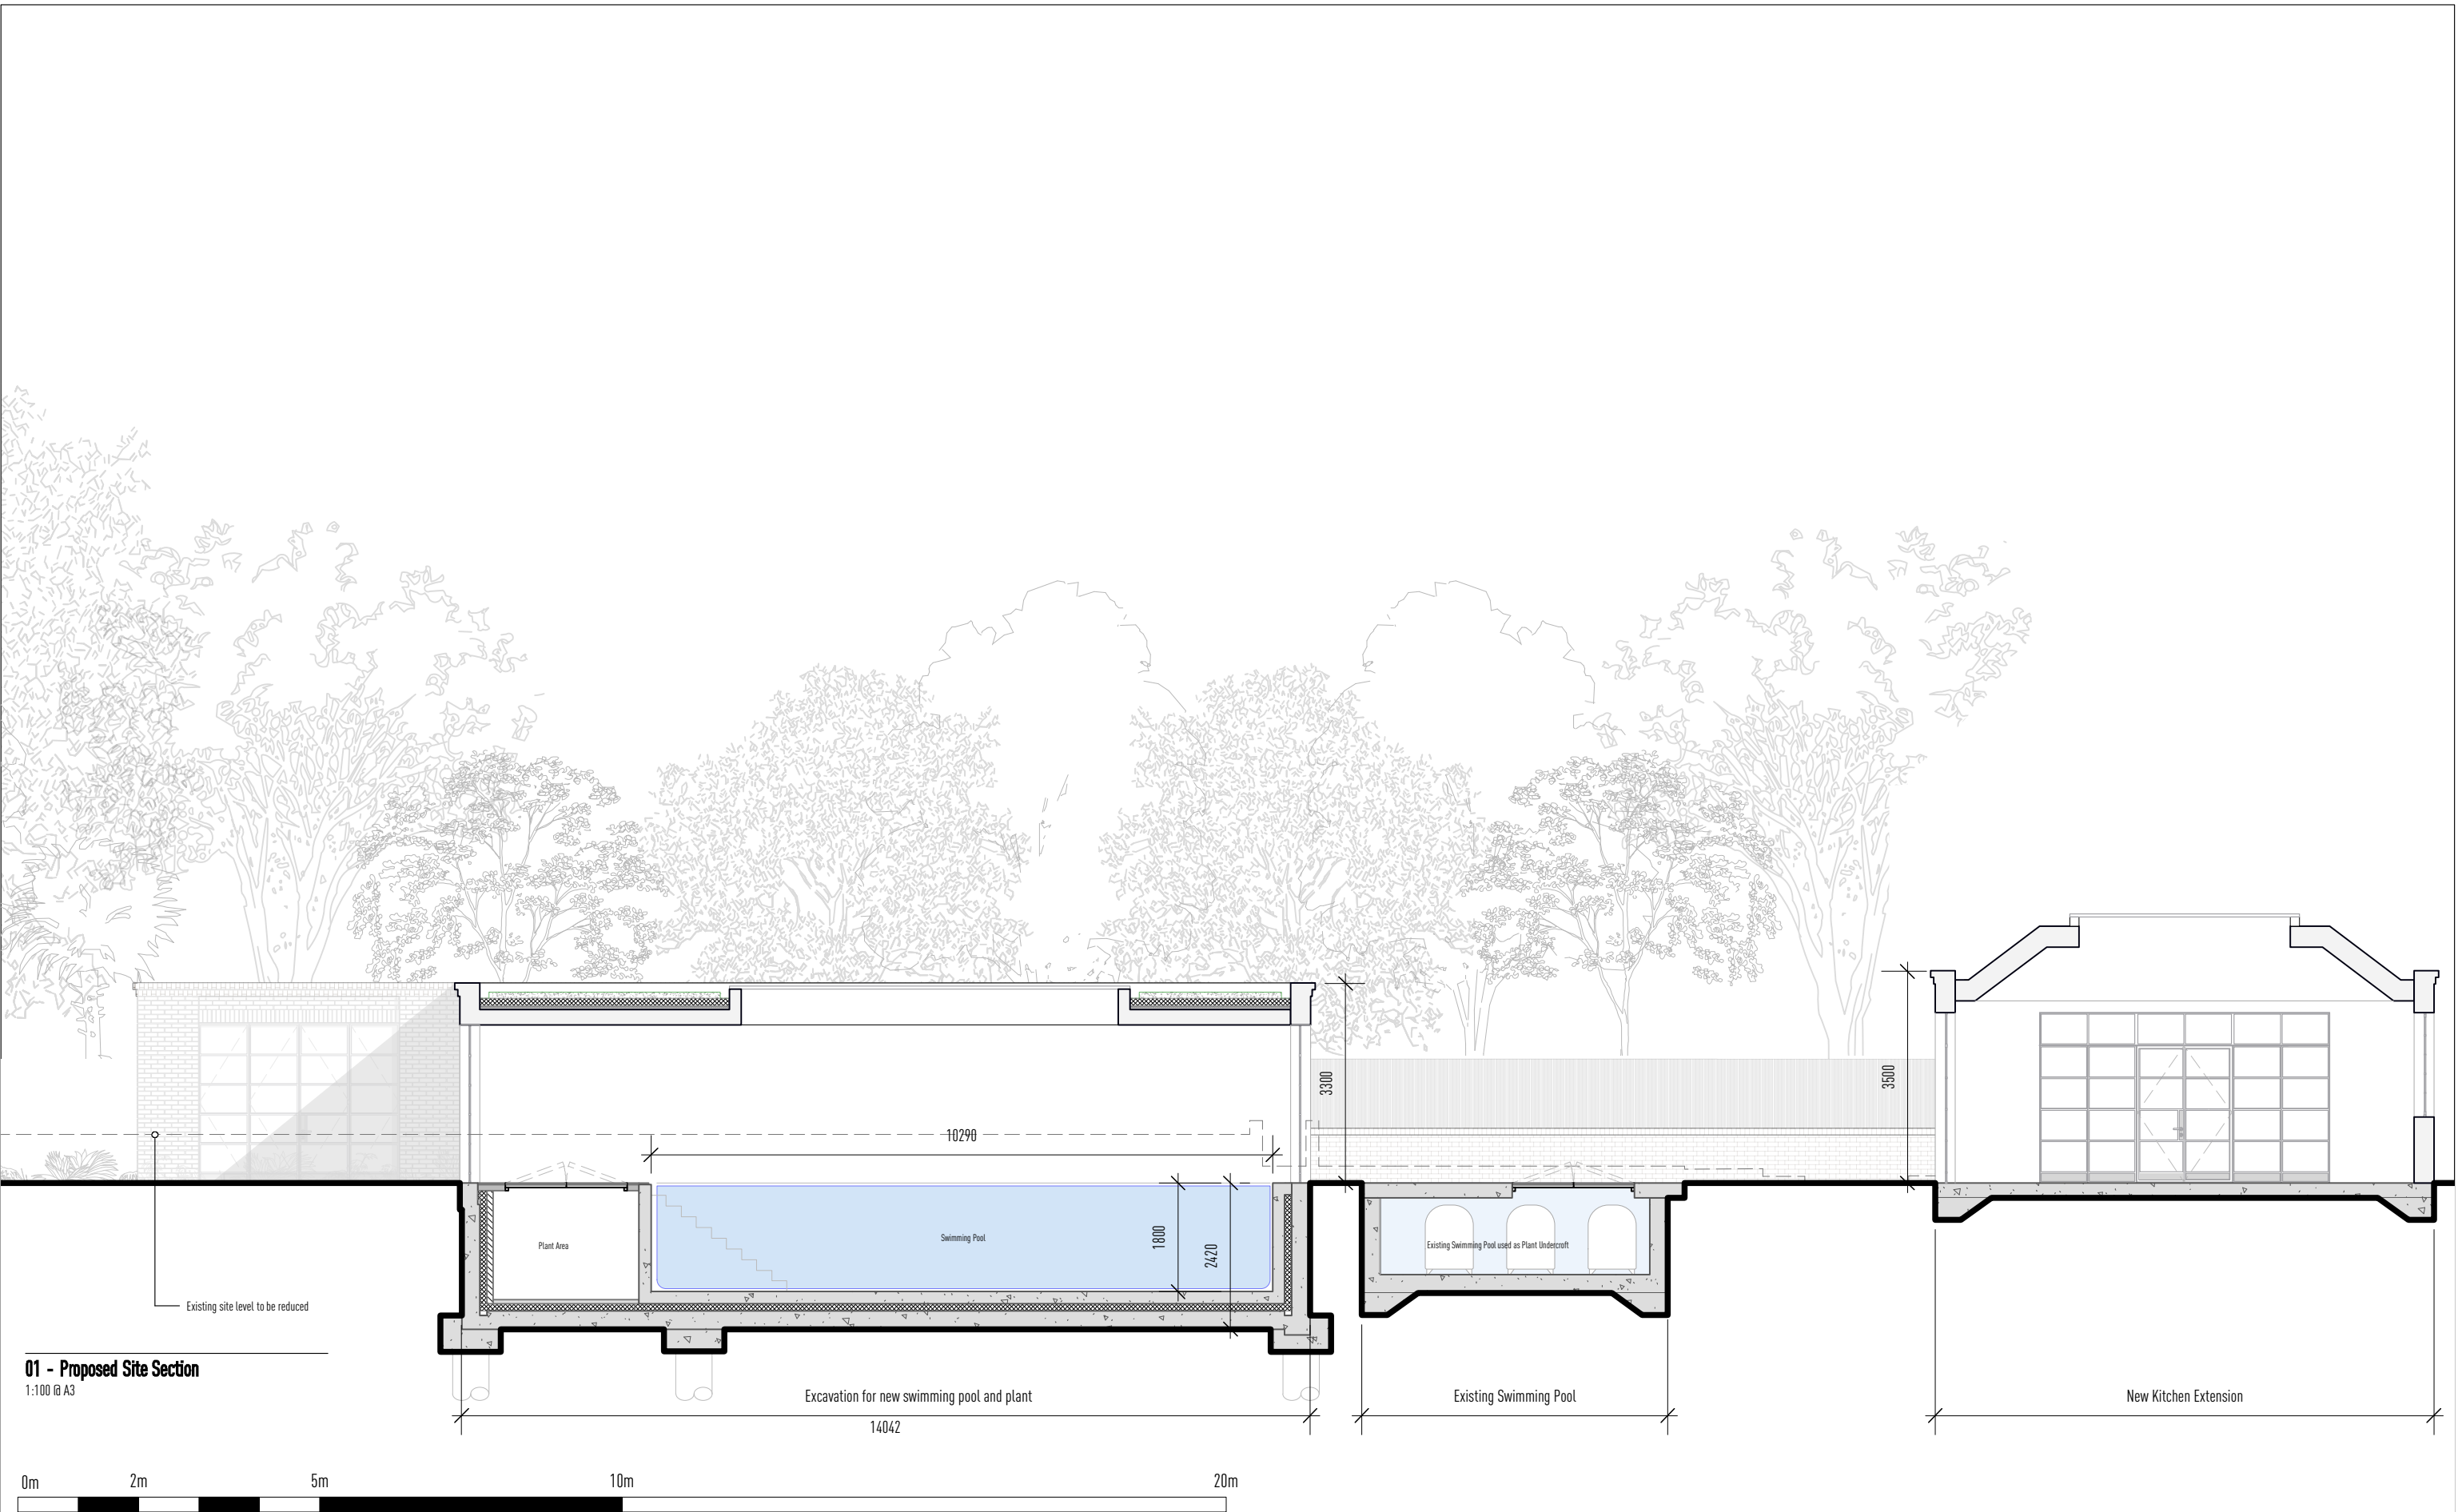 3300
3500
10290
Swimming Pool
1800
2420
Plant Area
Existing Swimming Pool used as Plant Undercroft
Existing site level to be reduced
01 - Proposed Site Section
1:100 @ A3
Excavation for new swimming pool and plant
14042
Existing Swimming Pool
New Kitchen Extension
0m 2m 5m 10m 20m